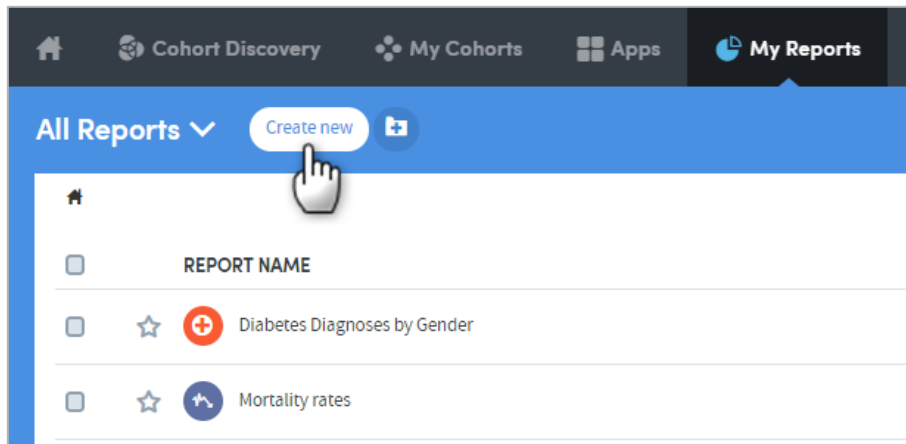 Cohort Discovery My Cohorts Apps My Reports
All Reports Create new
REPORT NAME
Diabetes Diagnoses by Gender
Mortality rates